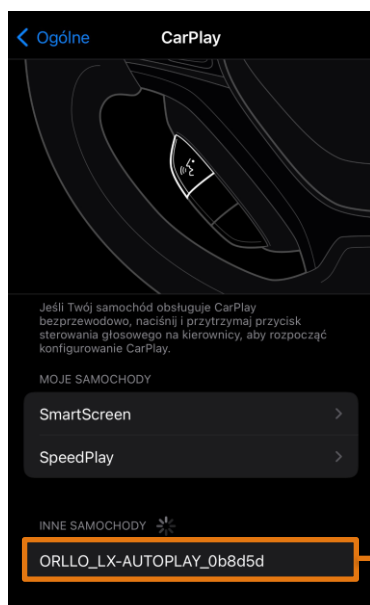 Ogólne
CarPlay
Jeśli Twój samochód obsługuje CarPlay
bezprzewodowo, naciśnij i przytrzymaj przycisk
sterowania głosowego na kierownicy, aby rozpocząć
konfigurowanie CarPlay.
MOJE SAMOCHODY
SmartScreen
SpeedPlay
INNE SAMOCHODY
ORLLO_LX-AUTOPLAY_0b8d5d